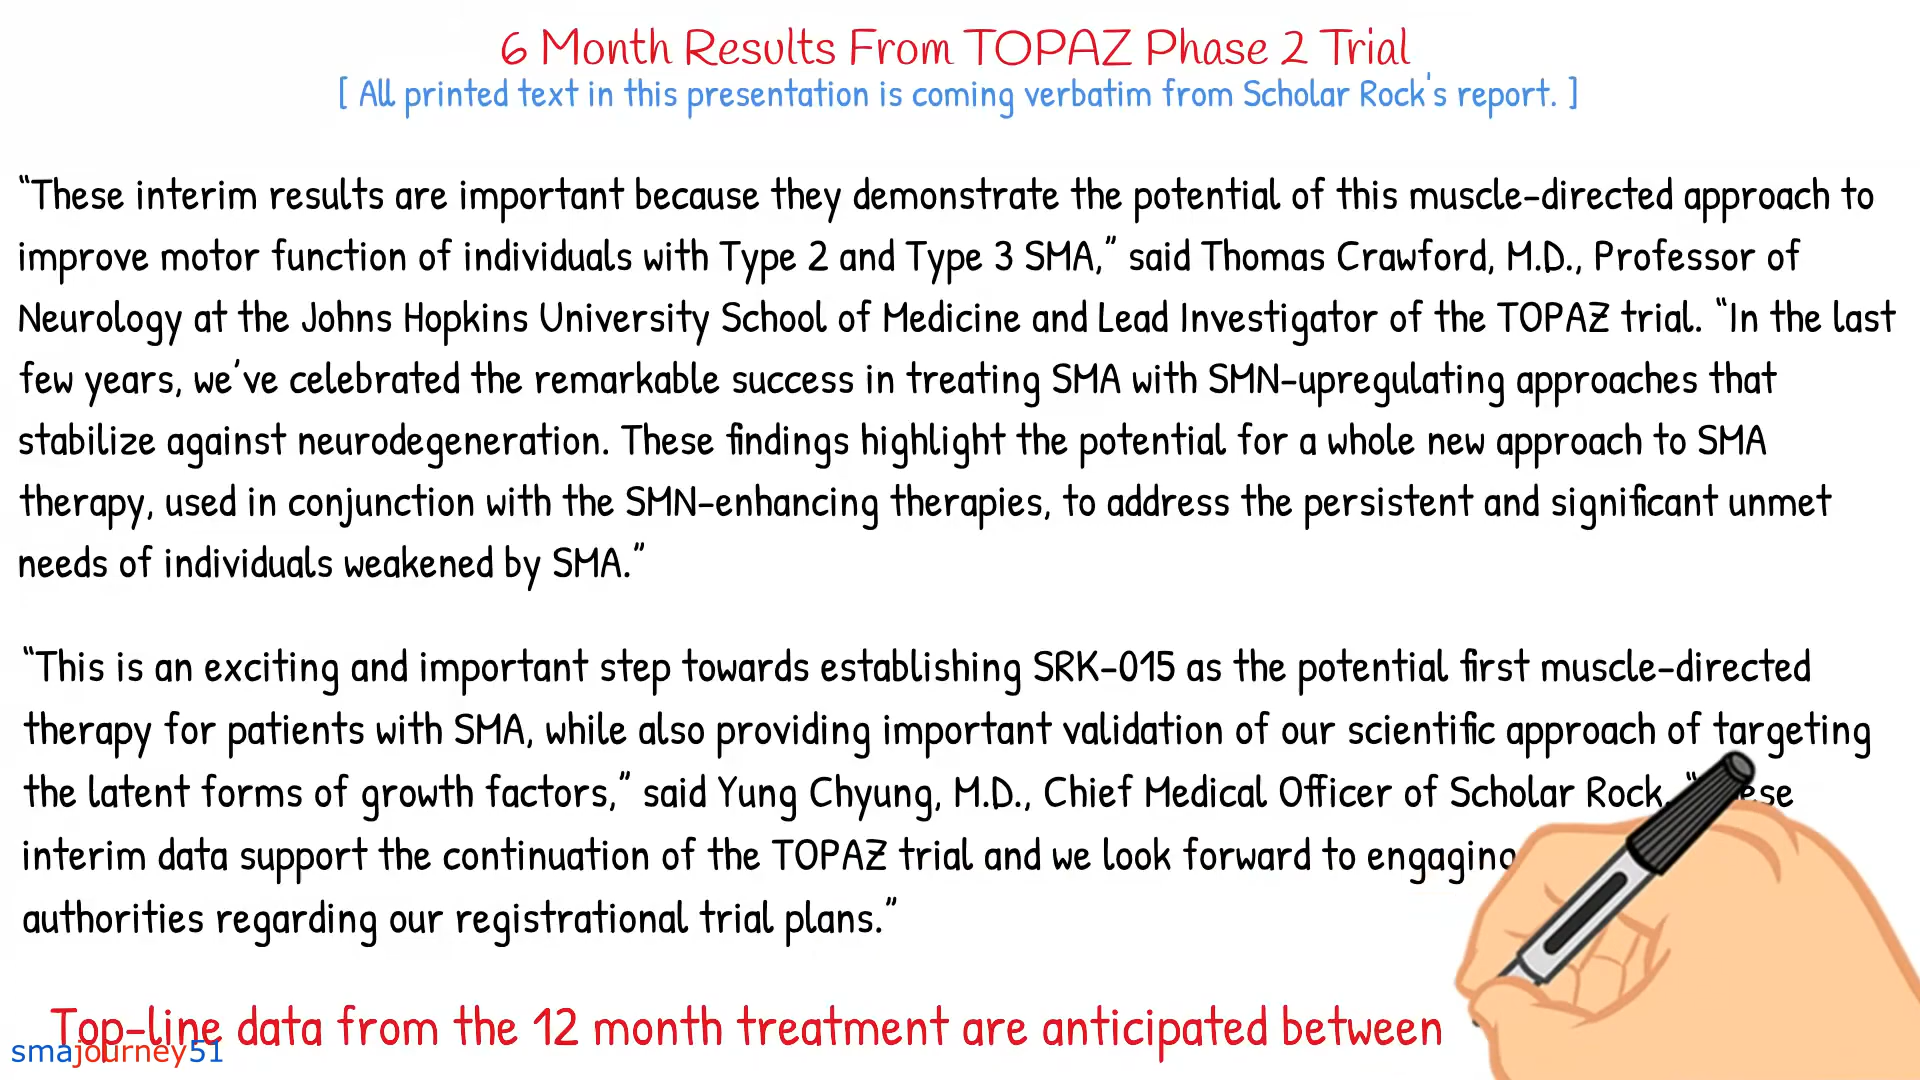 6 Month Results From TOPAZ Phase 2 Trial
[ All printed text in this presentation is coming verbatim from Scholar Rock's report. ]
“These interim results are important because they demonstrate the potential of this muscle-directed approach to
improve motor function of individuals with Type 2 and Type 3 SMA,” said Thomas Crawford, M.D., Professor of
Neurology at the Johns Hopkins University School of Medicine and Lead Investigator of the TOPAZ trial. “In the last
few years, we’ve celebrated the remarkable success in treating SMA with SMN-upregulating approaches that
stabilize against neurodegeneration. These findings highlight the potential for a whole new approach to SMA
therapy, used in conjunction with the SMN-enhancing therapies, to address the persistent and significant unmet
needs of individuals weakened by SMA.”
“This is an exciting and important step towards establishing SRK-015 as the potential first muscle-directed
therapy for patients with SMA, while also providing important validation of our scientific approach of targeting
the latent forms of growth factors,” said Yung Chyung, M.D., Chief Medical Officer of Scholar Rock.
interim data support the continuation of the TOPAZ trial and we look forward to
authorities regarding our registrational trial plans.”
Top-line data from the 12 month treatment are anticipated between
smajourney51